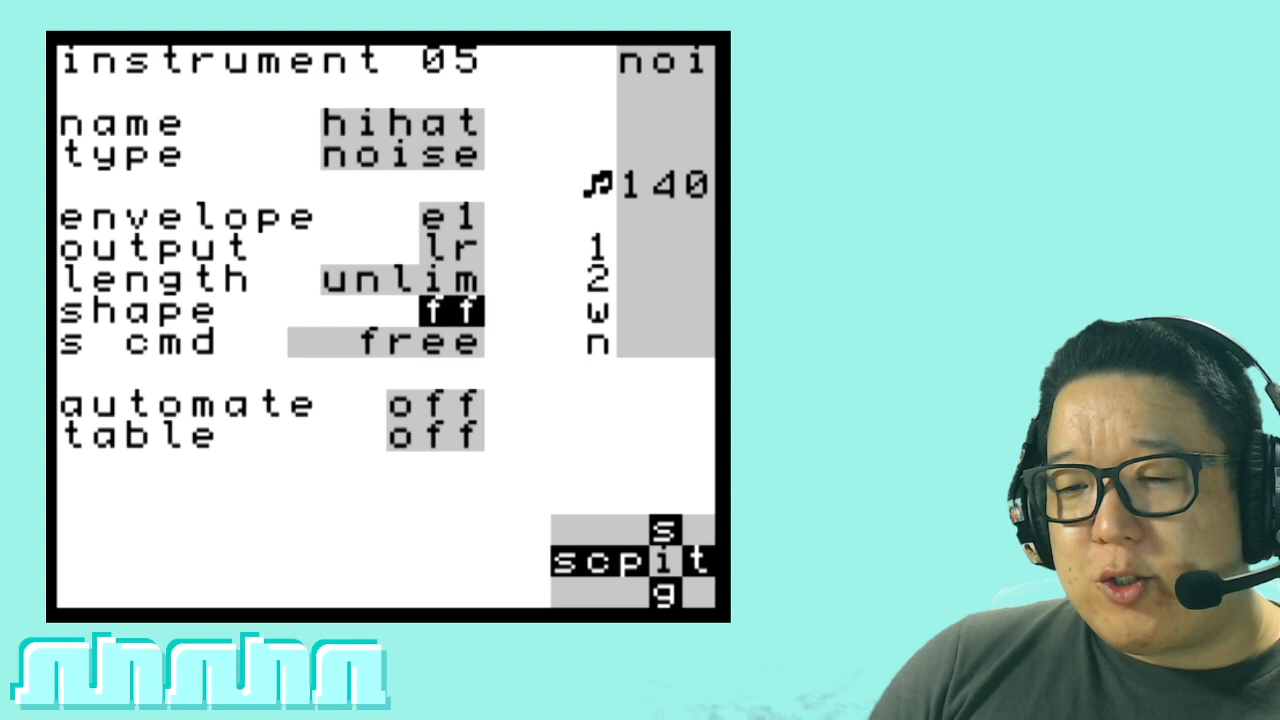 instrument 05 noi
name hihat
type noise
♫140
envelope e1
output lr 1
length unlim 2
shape ff w
s cmd free n
automate off
table off
s
scpit
g